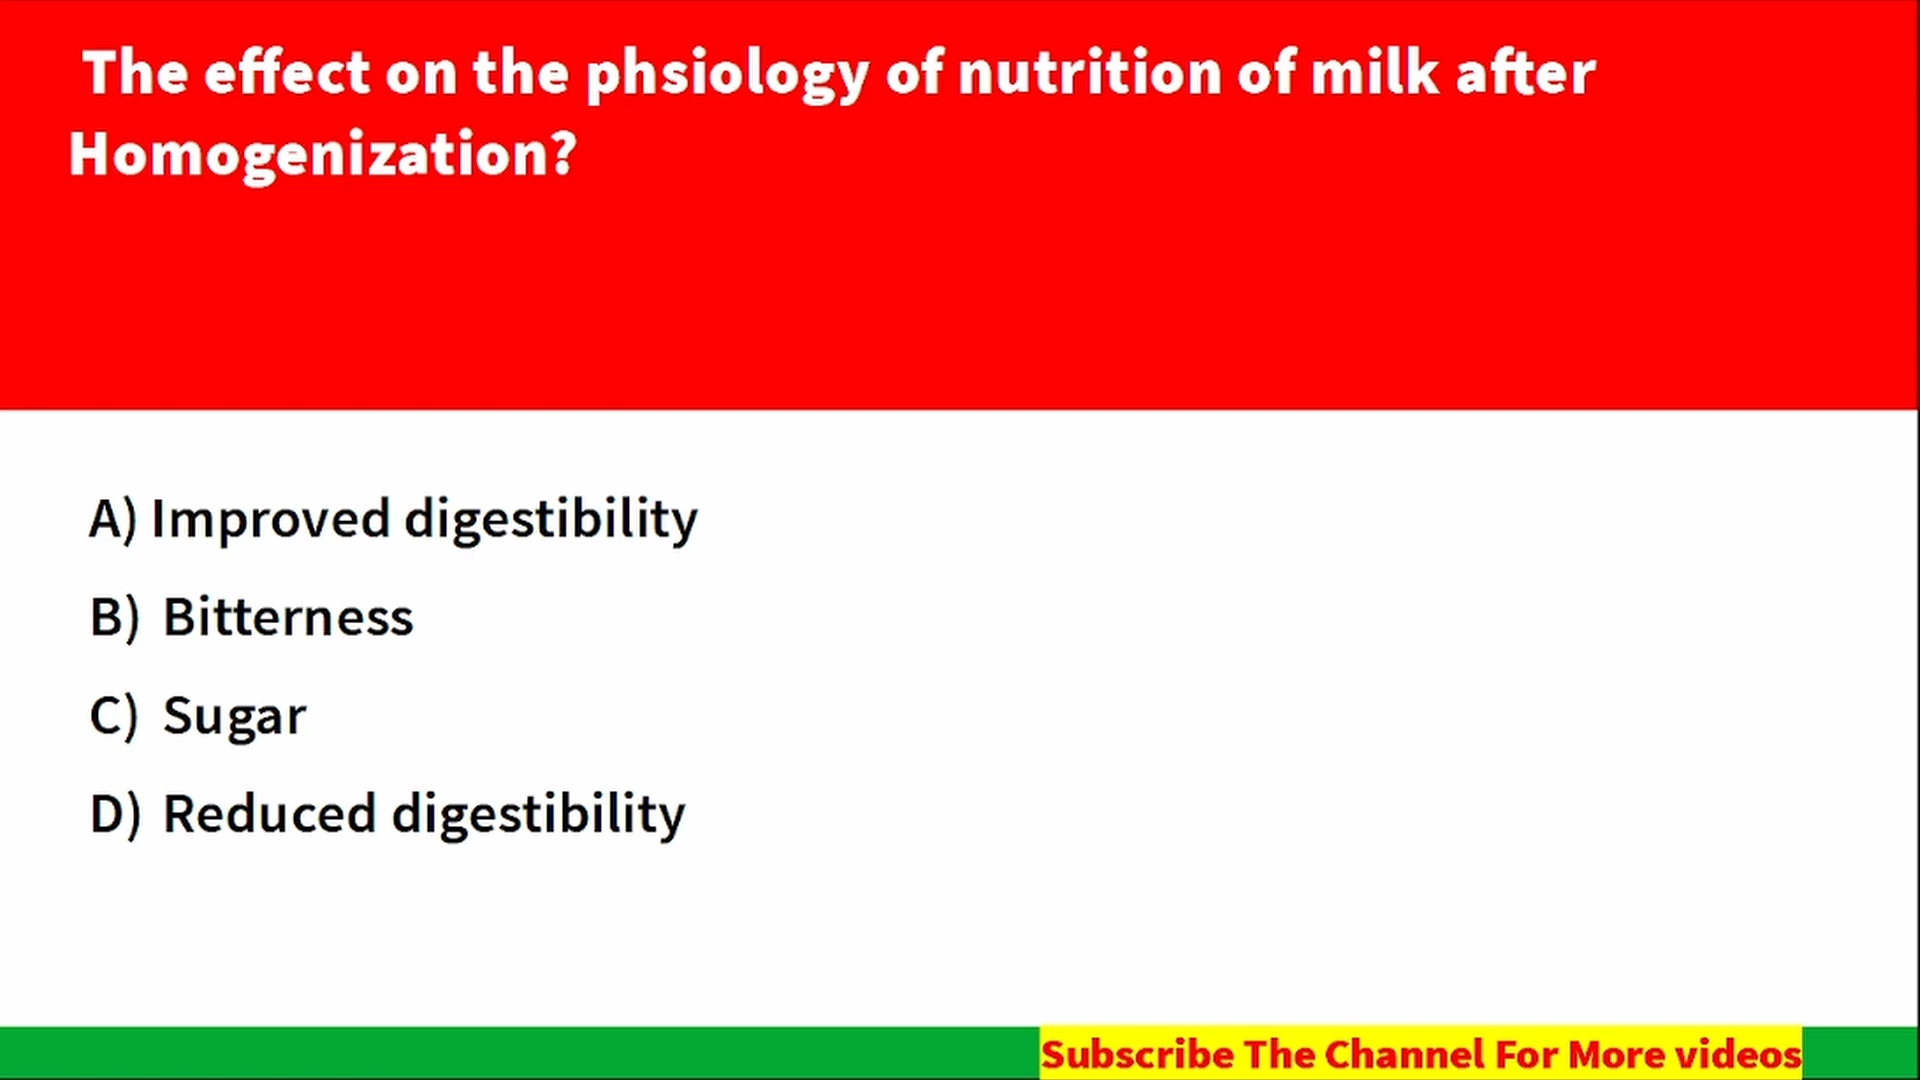 The effect on the phsiology of nutrition of milk after
Homogenization?
A) Improved digestibility
B) Bitterness
C) Sugar
D) Reduced digestibility
Subscribe The Channel For More videos